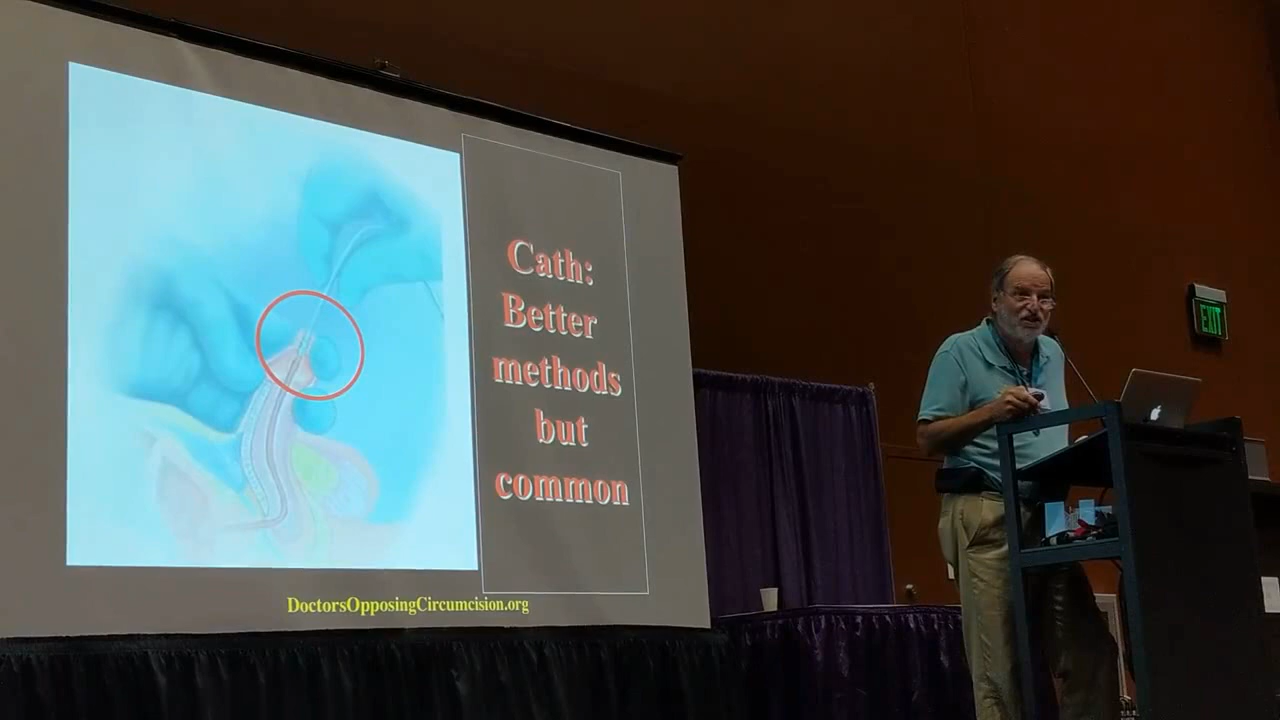 Cath:
Better
methods
but
common
DoctorsOpposingCircumcision.org
EXIT